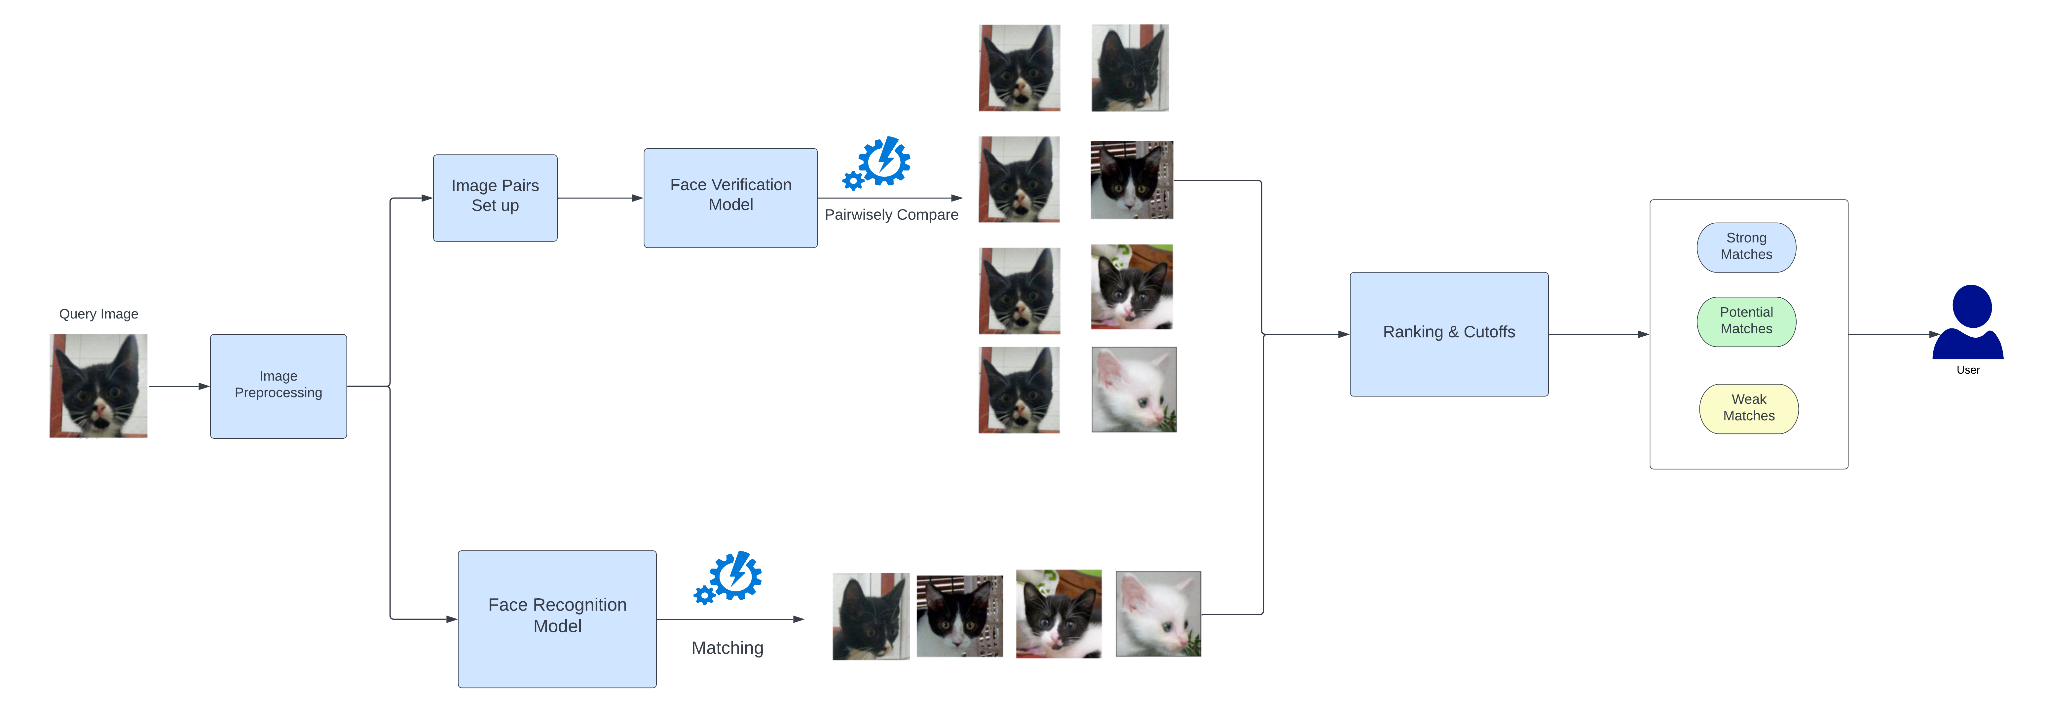 Query Image
Image
Preprocessing
Image Pairs
Set up
Face Verification
Model
Pairwisely Compare
Face Recognition
Model
Matching
Ranking & Cutoffs
Strong
Matches
Potential
Matches
Weak
Matches
User